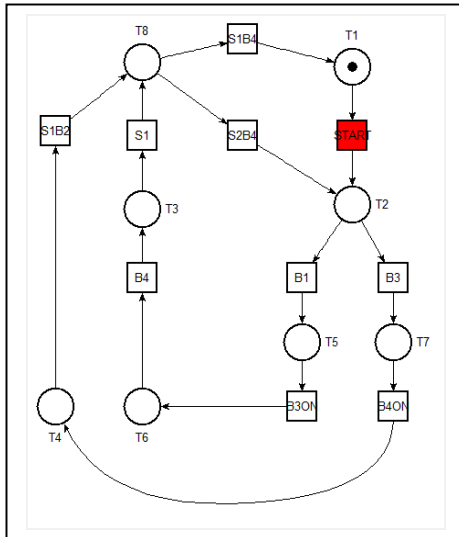 T8
S1B4
T1
S1B2
S1
S2B4
START
T3
T2
B4
B1
B3
T5
T7
B3ON
B4ON
T4
T6